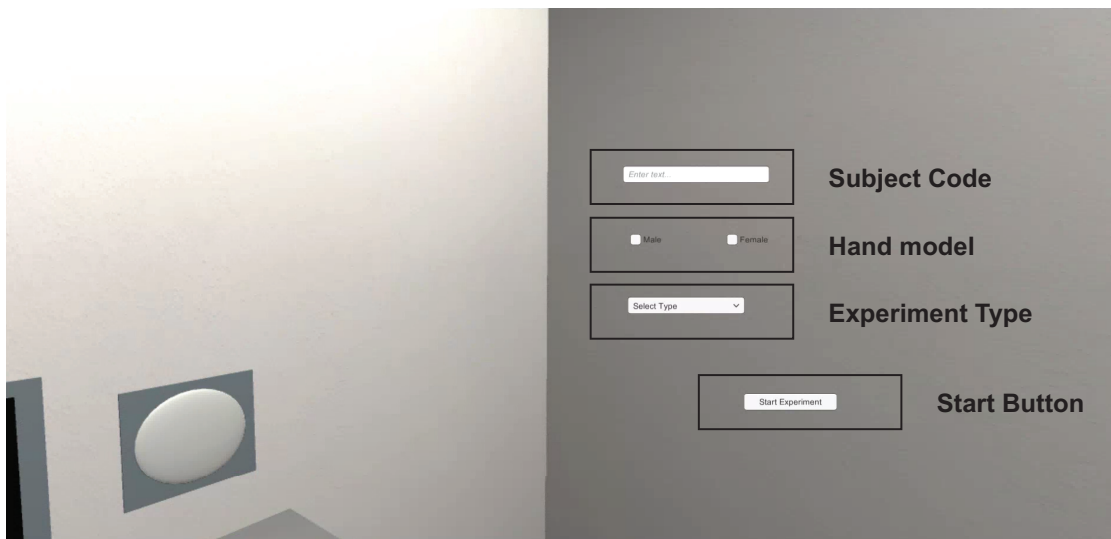 Enter text...
Subject Code
Male
Female
Hand model
Select Type
Experiment Type
Start Experiment
Start Button